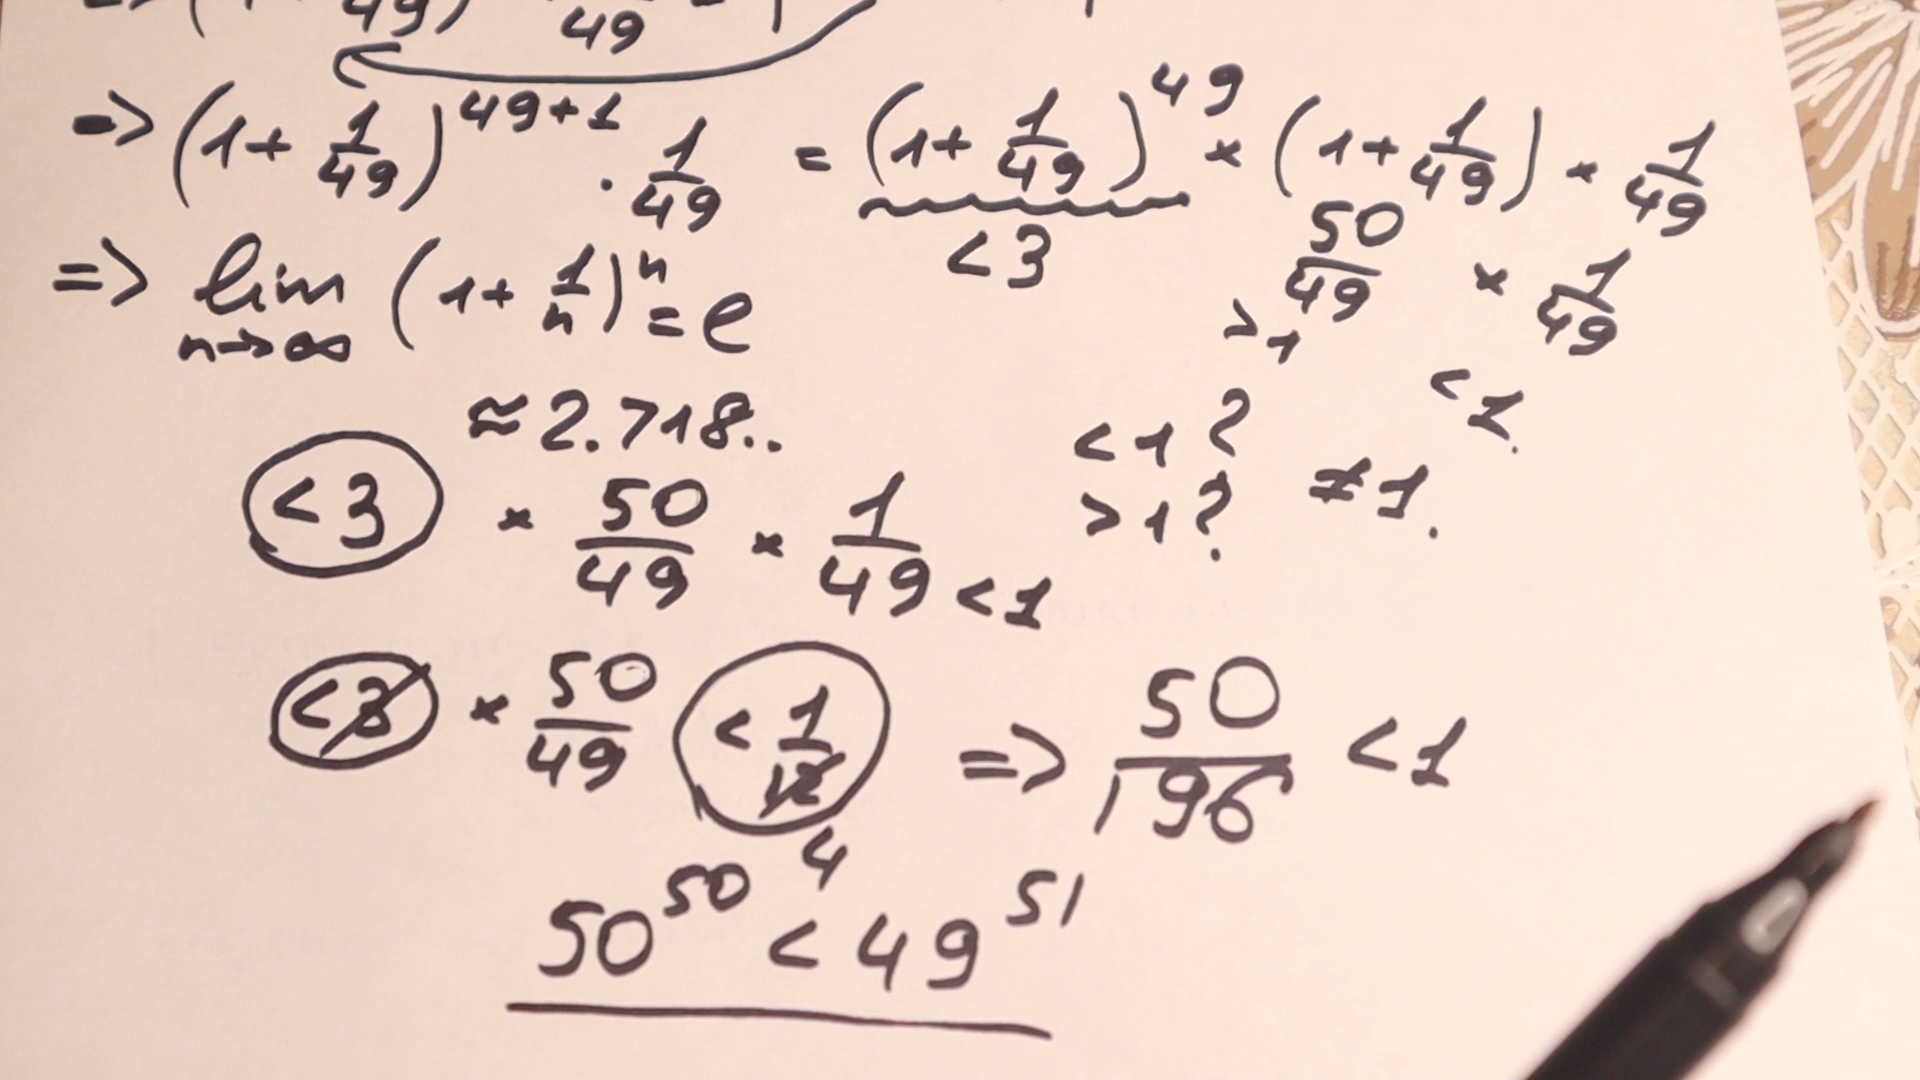 49) 49
=> (1 + 1/49)^49+1 · 1/49 = (1 + 1/49)^49 × (1 + 1/49) × 1/49
< 3 50/49 × 1/49
=> lim n→∞ (1 + 1/n)^n = e >1
≈ 2.718.. <1? <1.
>1? ≠1.
<3 × 50/49 × 1/49 < 1
<3 × 50/49 < 1/12 => 50/196 < 1
4
50^50 < 49^51